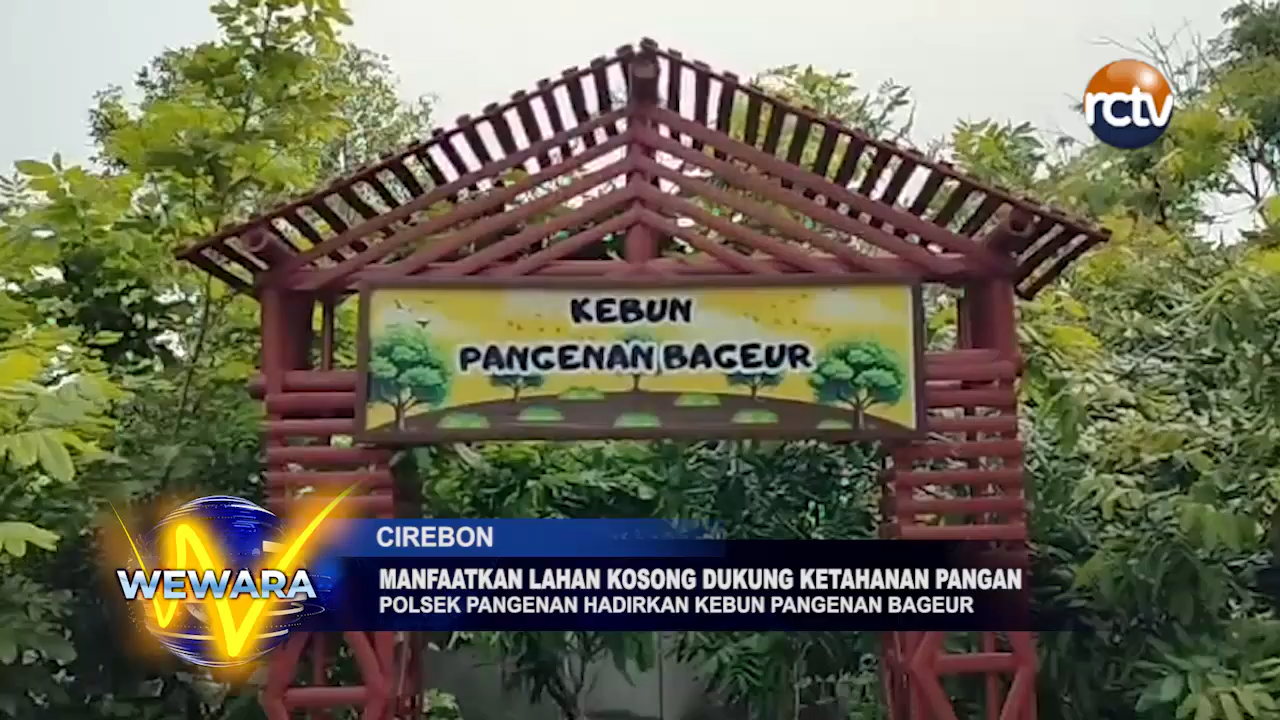 rctv
KEBUN
PANGENAN BAGEUR
CIREBON
WEWARA
MANFAATKAN LAHAN KOSONG DUKUNG KETAHANAN PANGAN
POLSEK PANGENAN HADIRKAN KEBUN PANGENAN BAGEUR